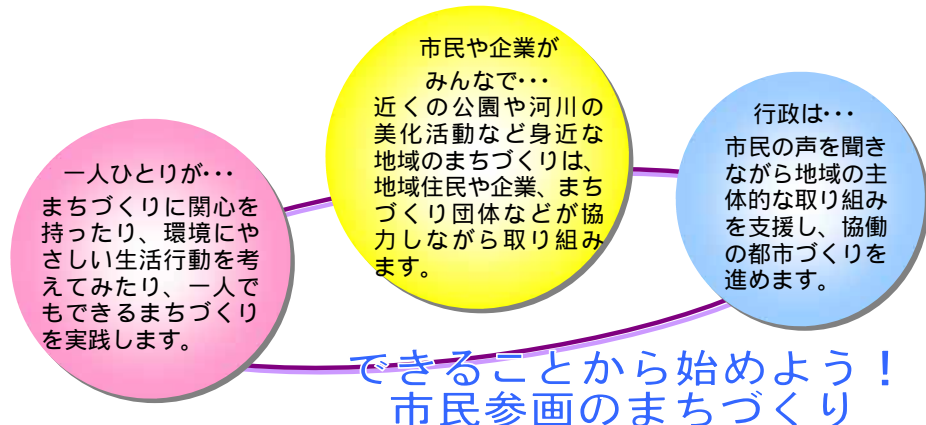 一人ひとりが･･･
まちづくりに関心を
持ったり、環境にや
さしい生活行動を考
えてみたり、一人で
もできるまちづくり
を実践します。
市民や企業が
みんなで･･･
近くの公園や河川の
美化活動など身近な
地域のまちづくりは、
地域住民や企業、まち
づくり団体などが協
力しながら取り組み
ます。
行政は･･･
市民の声を聞き
ながら地域の主
体的な取り組み
を支援し、協働
の都市づくりを
進めます。
できることから始めよう！
市民参画のまちづくり